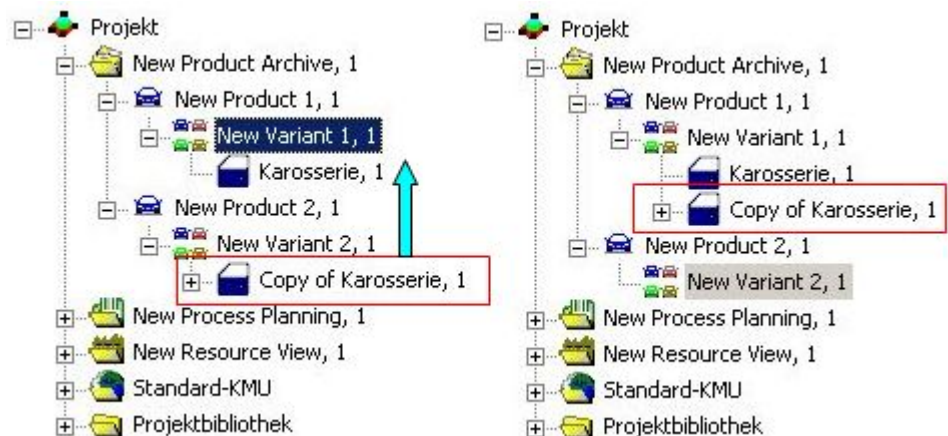 Projekt
New Product Archive, 1
New Product 1, 1
New Variant 1, 1
Karosserie, 1
New Product 2, 1
New Variant 2, 1
Copy of Karosserie, 1
New Process Planning, 1
New Resource View, 1
Standard-KMU
Projektbibliothek
Projekt
New Product Archive, 1
New Product 1, 1
New Variant 1, 1
Karosserie, 1
Copy of Karosserie, 1
New Product 2, 1
New Variant 2, 1
New Process Planning, 1
New Resource View, 1
Standard-KMU
Projektbibliothek